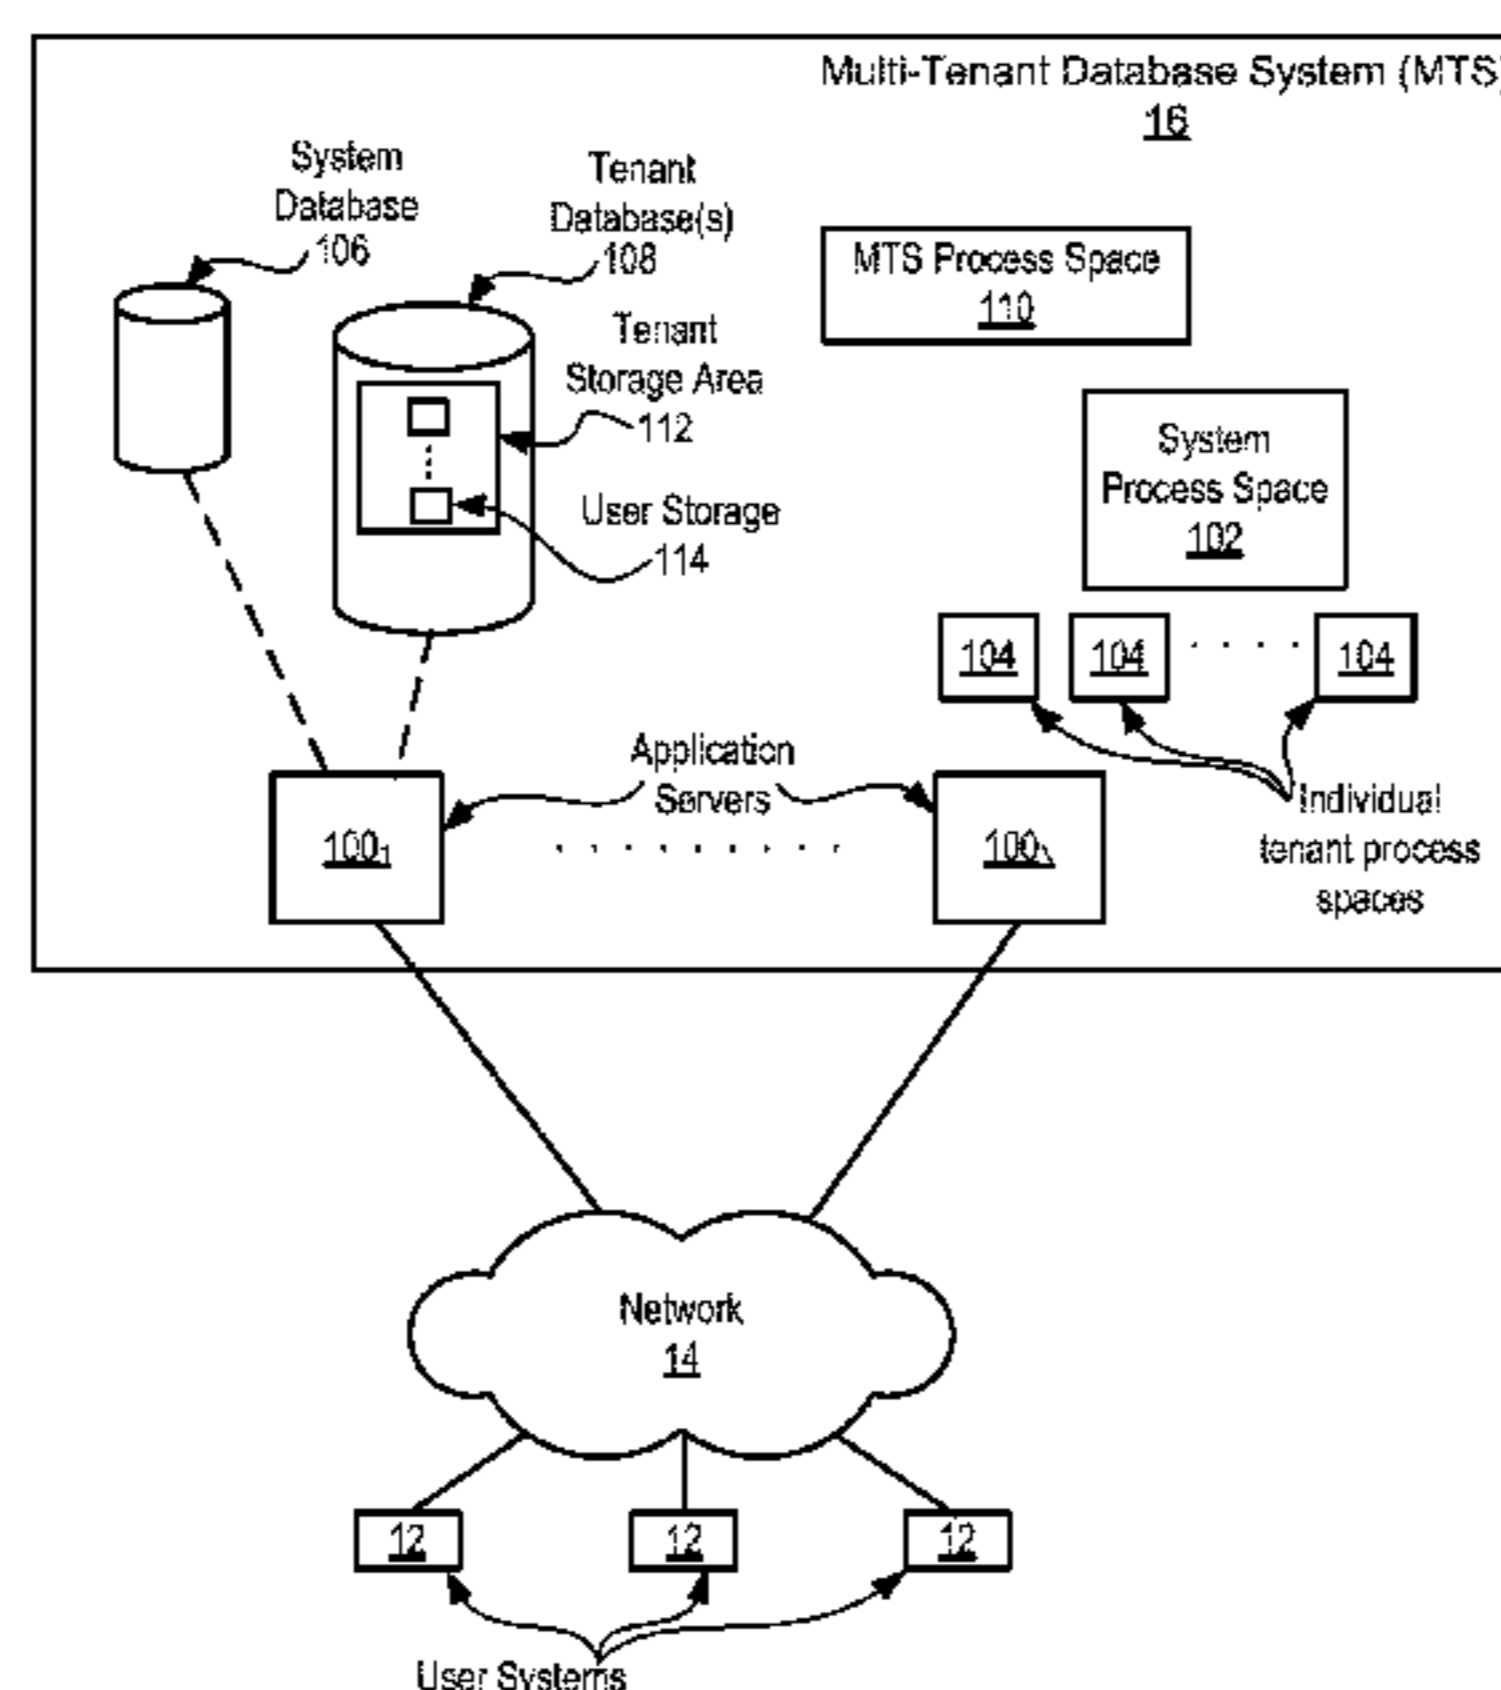 Multi-Tenant Database System (MTS)
16
System
Database
106
Tenant
Database(s)
108
MTS Process Space
110
Tenant
Storage Area
112
System
Process Space
102
User Storage
114
104
104
104
Application
Servers
Individual
tenant process
spaces
100₁
100
Network
14
12
12
12
User Systems